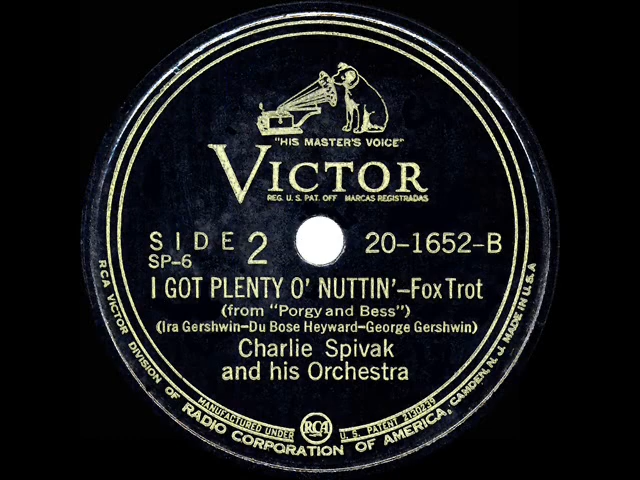 "HIS MASTER'S VOICE"
VICTOR
REG. U. S. PAT. OFF MARCAS REGISTRADAS
SIDE 2 20-1652-B
SP-6
I GOT PLENTY O' NUTTIN'-Fox Trot
(from "Porgy and Bess")
(Ira Gershwin-Du Bose Heyward-George Gershwin)
Charlie Spivak
and his Orchestra
MANUFACTURED UNDER RCA U. S. PATENT 2130239
RCA VICTOR DIVISION OF RADIO CORPORATION OF AMERICA, CAMDEN, N. J. MADE IN U.S.A